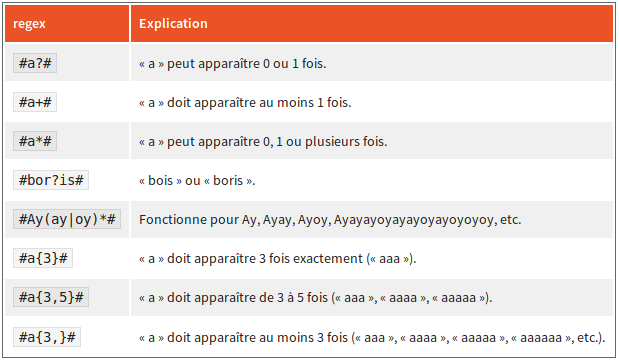 regex Explication
#a?# « a » peut apparaître 0 ou 1 fois.
#a+# « a » doit apparaître au moins 1 fois.
#a*# « a » peut apparaître 0, 1 ou plusieurs fois.
#bor?is# « bois » ou « boris ».
#Ay(ay|oy)*# Fonctionne pour Ay, Ayay, Ayoy, Ayayayoyayayoyayoyoyoy, etc.
#a{3}# « a » doit apparaître 3 fois exactement (« aaa »).
#a{3,5}# « a » doit apparaître de 3 à 5 fois (« aaa », « aaaa », « aaaaa »).
#a{3,}# « a » doit apparaître au moins 3 fois (« aaa », « aaaa », « aaaaa », « aaaaaa », etc.).